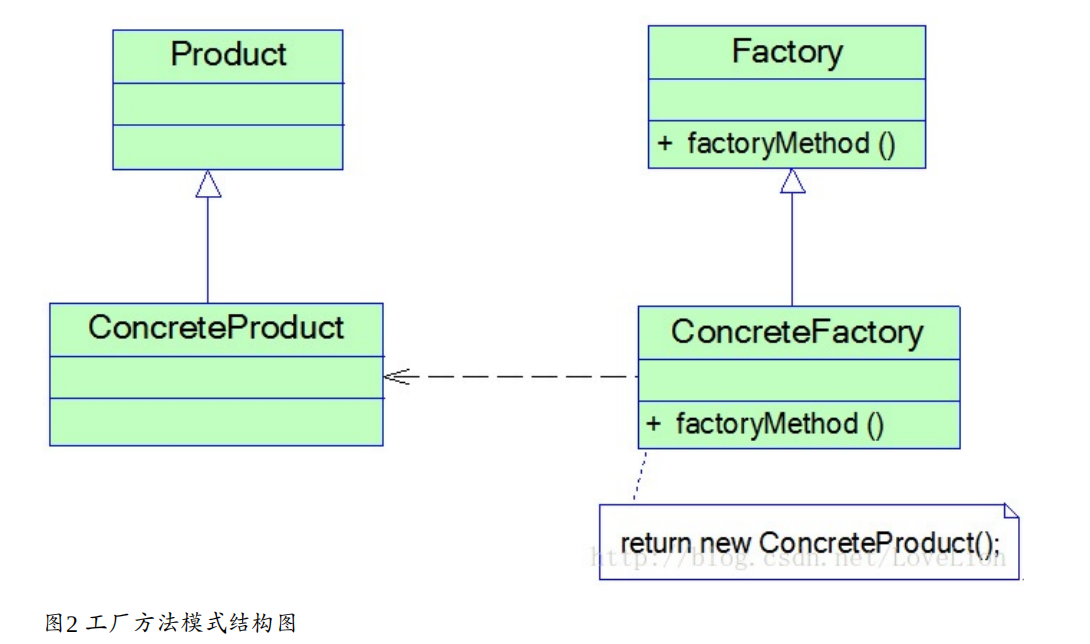 Product
Factory
+ factoryMethod ()
ConcreteProduct
ConcreteFactory
+ factoryMethod ()
return new ConcreteProduct();
http://blog.csdn.net/LoveLion
图2 工厂方法模式结构图